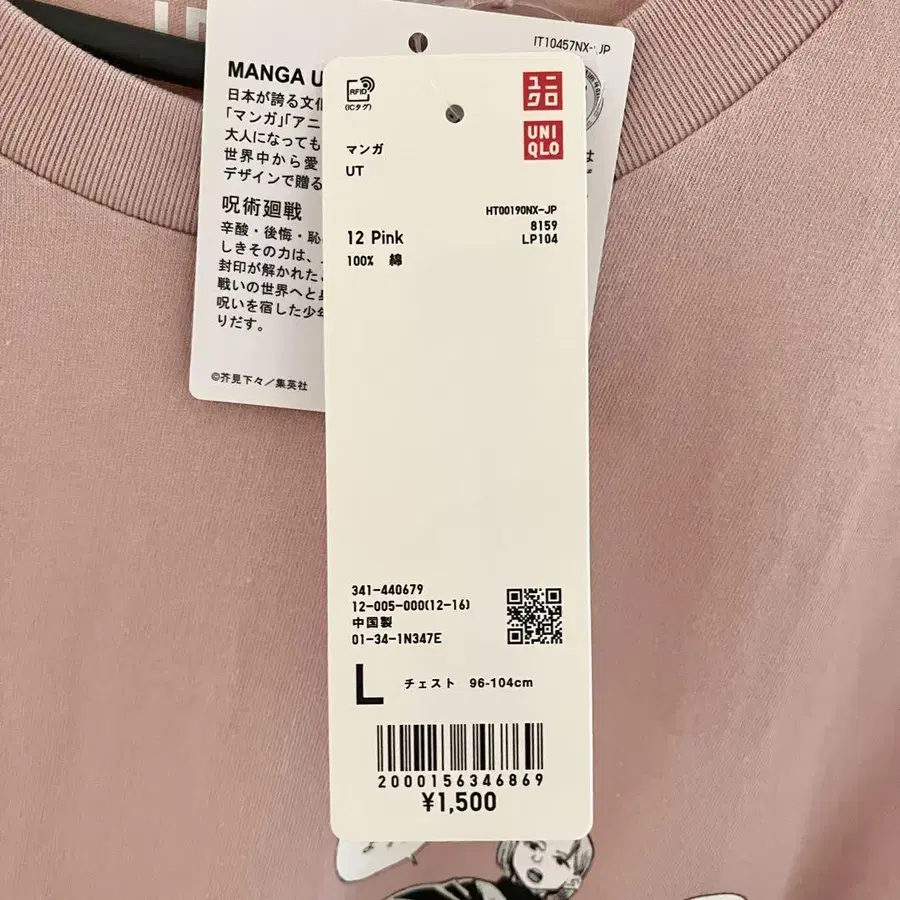 IT10457NX-JP
MANGA U
日本が誇る文化
「マンガ」「アニ
大人になっても
世界中から愛
デザインで贈る
呪術廻戦
辛酸・後悔・恥
しきその力は、
封印が解かれた
戦いの世界へと
呪いを宿した少年
りだす。
©芥見下々／集英社
は
RFID
(ICタグ)
ユニクロ
UNIQLO
マンガ
UT
HT00190NX-JP
8159
LP104
12 Pink
100% 綿
341-440679
12-005-000(12-16)
中国製
01-34-1N347E
L チェスト 96-104cm
2000156346869
¥1,500